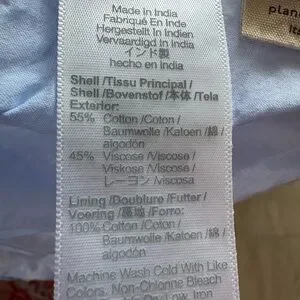 Made In India
Fabriqué En Inde
Hergestellt In Indien
Vervaardigd In India
インド製
hecho en India
Shell /Tissu Principal /
Shell /Bovenstof /本体 /Tela
Exterior:
55% Cotton /Coton /
Baumwolle /Katoen /綿 /
algodón
45% Viscose /Viscose /
Viskose /Viscose /
レーヨン /Viscosa
Lining /Doublure /Futter /
Voering /裏地 /Forro:
100% Cotton /Coton /
Baumwolle /Katoen /綿 /
algodón
Machine Wash Cold With Like
Colors, Non-Chlorine Bleach
Iron
plan